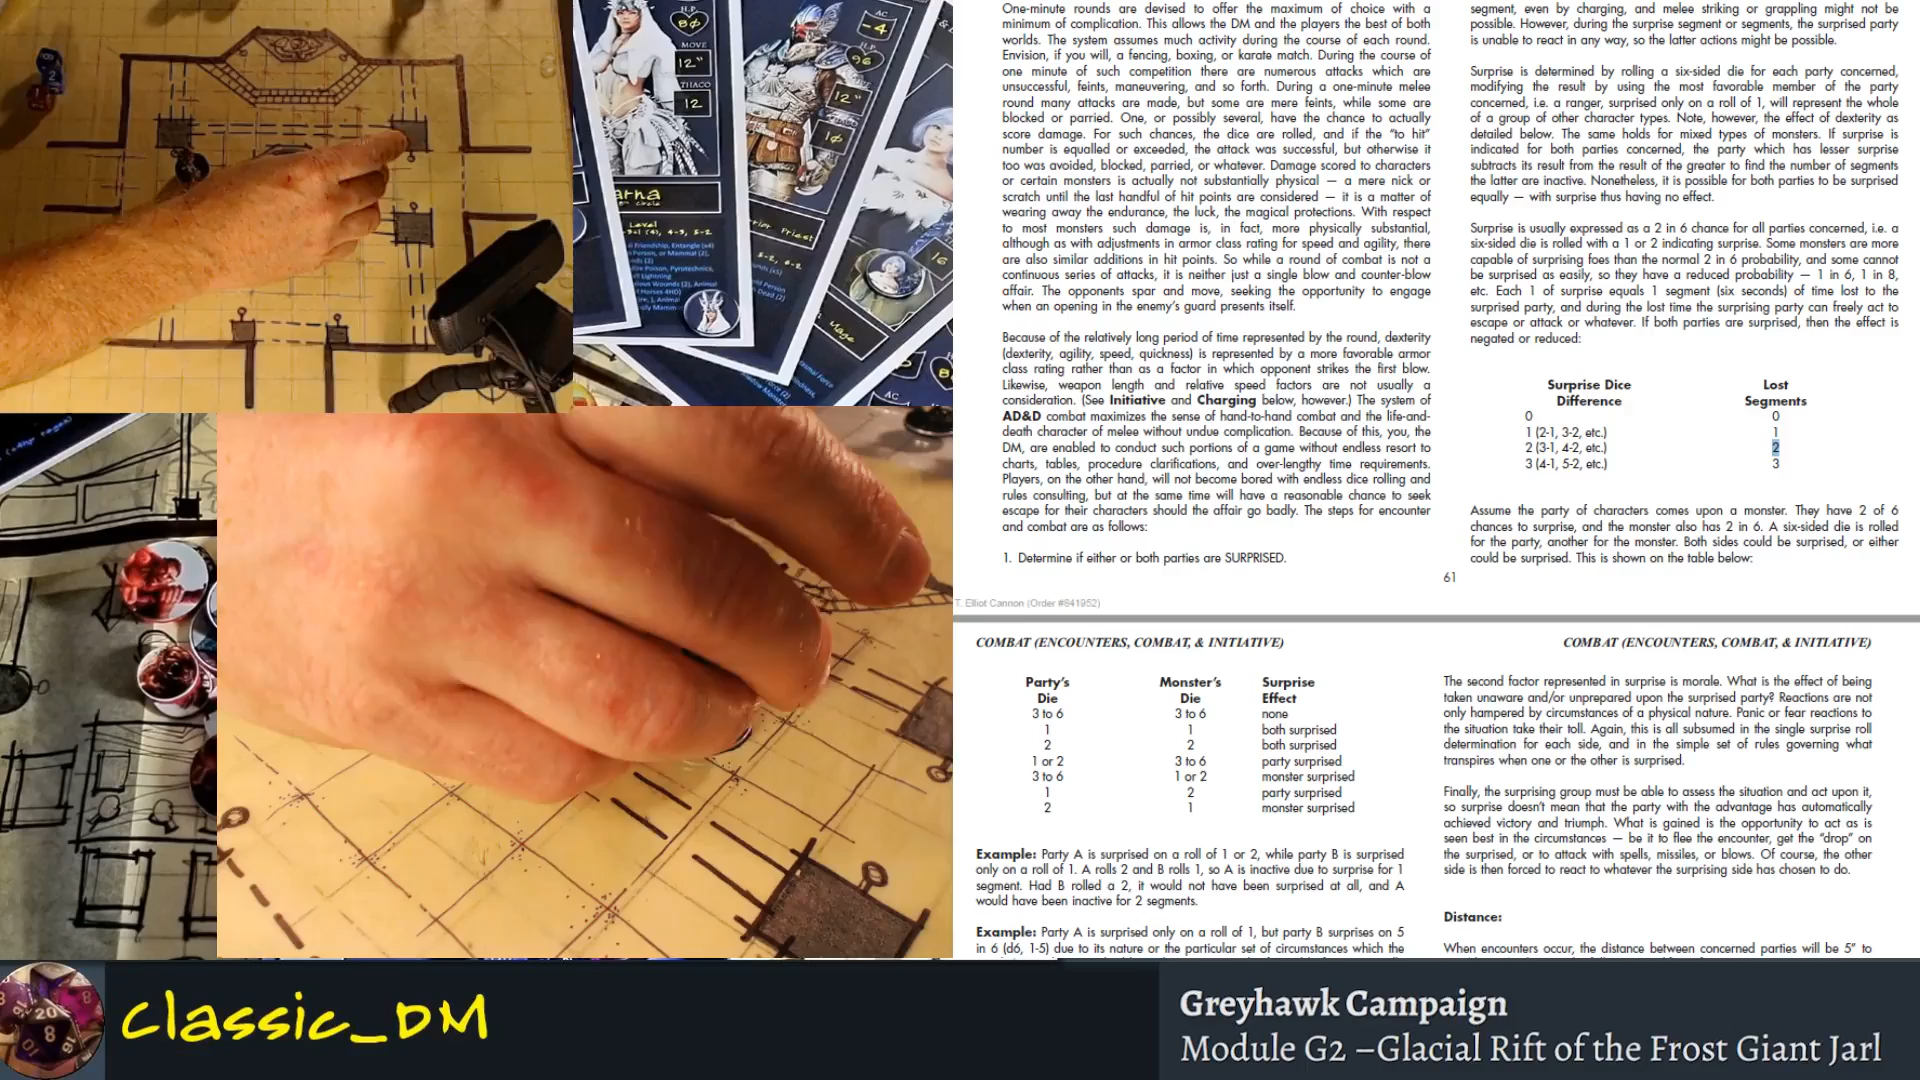 H.P.
80
MOVE
12"
THACO
12
AC
-4
H.P.
96
12"
10
16
arna
Level
AC
One-minute rounds are devised to offer the maximum of choice with a
minimum of complication. This allows the DM and the players the best of both
worlds. The system assumes much activity during the course of each round.
Envision, if you will, a fencing, boxing, or karate match. During the course of
one minute of such competition there are numerous attacks which are
unsuccessful, feints, maneuvering, and so forth. During a one-minute melee
round many attacks are made, but some are mere feints, while some are
blocked or parried. One, or possibly several, have the chance to actually
score damage. For such chances, the dice are rolled, and if the “to hit”
number is equalled or exceeded, the attack was successful, but otherwise it
too was avoided, blocked, parried, or whatever. Damage scored to characters
or certain monsters is actually not substantially physical — a mere nick or
scratch until the last handful of hit points are considered — it is a matter of
wearing away the endurance, the luck, the magical protections. With respect
to most monsters such damage is, in fact, more physically substantial,
although as with adjustments in armor class rating for speed and agility, there
are also similar additions in hit points. So while a round of combat is not a
continuous series of attacks, it is neither just a single blow and counter-blow
affair. The opponents spar and move, seeking the opportunity to engage
when an opening in the enemy’s guard presents itself.
Because of the relatively long period of time represented by the round, dexterity
(dexterity, agility, speed, quickness) is represented by a more favorable armor
class rating rather than as a factor in which opponent strikes the first blow.
Likewise, weapon length and relative speed factors are not usually a
consideration. (See Initiative and Charging below, however.) The system of
AD&D combat maximizes the sense of hand-to-hand combat and the life-and-
death character of melee without undue complication. Because of this, you, the
DM, are enabled to conduct such portions of a game without endless resort to
charts, tables, procedure clarifications, and over-lengthy time requirements.
Players, on the other hand, will not become bored with endless dice rolling and
rules consulting, but at the same time will have a reasonable chance to seek
escape for their characters should the affair go badly. The steps for encounter
and combat are as follows:
1. Determine if either or both parties are SURPRISED.
segment, even by charging, and melee striking or grappling might not be
possible. However, during the surprise segment or segments, the surprised party
is unable to react in any way, so the latter actions might be possible.
Surprise is determined by rolling a six-sided die for each party concerned,
modifying the result by using the most favorable member of the party
concerned, i.e. a ranger, surprised only on a roll of 1, will represent the whole
of a group of other character types. Note, however, the effect of dexterity as
detailed below. The same holds for mixed types of monsters. If surprise is
indicated for both parties concerned, the party which has lesser surprise
subtracts its result from the result of the greater to find the number of segments
the latter are inactive. Nonetheless, it is possible for both parties to be surprised
equally — with surprise thus having no effect.
Surprise is usually expressed as a 2 in 6 chance for all parties concerned, i.e. a
six-sided die is rolled with a 1 or 2 indicating surprise. Some monsters are more
capable of surprising foes than the normal 2 in 6 probability, and some cannot
be surprised as easily, so they have a reduced probability — 1 in 6, 1 in 8,
etc. Each 1 of surprise equals 1 segment (six seconds) of time lost to the
surprised party, and during the lost time the surprising party can freely act to
escape or attack or whatever. If both parties are surprised, then the effect is
negated or reduced:
Surprise Dice Lost
Difference Segments
0 0
1 (2-1, 3-2, etc.) 1
2 (3-1, 4-2, etc.) 2
3 (4-1, 5-2, etc.) 3
Assume the party of characters comes upon a monster. They have 2 of 6
chances to surprise, and the monster also has 2 in 6. A six-sided die is rolled
for the party, another for the monster. Both sides could be surprised, or either
could be surprised. This is shown on the table below:
61
T. Elliot Cannon (Order #841952)
COMBAT (ENCOUNTERS, COMBAT, & INITIATIVE)
COMBAT (ENCOUNTERS, COMBAT, & INITIATIVE)
Party’s Monster’s Surprise
Die Die Effect
3 to 6 3 to 6 none
1 1 both surprised
2 2 both surprised
1 or 2 3 to 6 party surprised
3 to 6 1 or 2 monster surprised
1 2 party surprised
2 1 monster surprised
Example: Party A is surprised on a roll of 1 or 2, while party B is surprised
only on a roll of 1. A rolls 2 and B rolls 1, so A is inactive due to surprise for 1
segment. Had B rolled a 2, it would not have been surprised at all, and A
would have been inactive for 2 segments.
Example: Party A is surprised only on a roll of 1, but party B surprises on 5
in 6 (d6, 1-5) due to its nature or the particular set of circumstances which the
The second factor represented in surprise is morale. What is the effect of being
taken unaware and/or unprepared upon the surprised party? Reactions are not
only hampered by circumstances of a physical nature. Panic or fear reactions to
the situation take their toll. Again, this is all subsumed in the single surprise roll
determination for each side, and in the simple set of rules governing what
transpires when one or the other is surprised.
Finally, the surprising group must be able to assess the situation and act upon it,
so surprise doesn’t mean that the party with the advantage has automatically
achieved victory and triumph. What is gained is the opportunity to act as is
seen best in the circumstances — be it to flee the encounter, get the “drop” on
the surprised, or to attack with spells, missiles, or blows. Of course, the other
side is then forced to react to whatever the surprising side has chosen to do.
Distance:
When encounters occur, the distance between concerned parties will be 5” to
classic_DM
Greyhawk Campaign
Module G2 –Glacial Rift of the Frost Giant Jarl